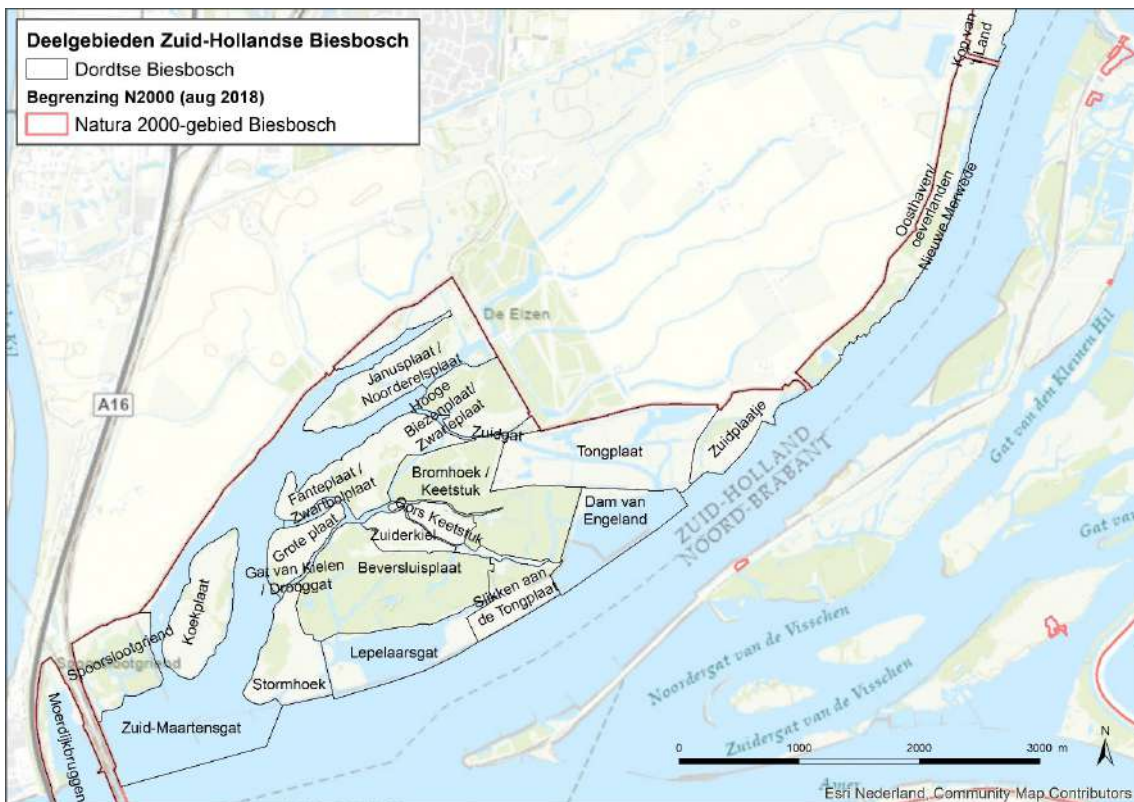 Deelgebieden Zuid-Hollandse Biesbosch
Dordtse Biesbosch
Begrenzing N2000 (aug 2018)
Natura 2000-gebied Biesbosch
Kop van
't Land
Oosthaven/
oeverlanden
Nieuwe Merwede
De Elzen
A16
Janusplaat /
Noorderelsplaat
Hooge
Biezenplaat/
Zwarteplaat
Zuidgat
Zuidplaatje
Tongplaat
Gat van den Kleinen Hil
ZUID-HOLLAND
NOORD-BRABANT
Bromhoek /
Keetstuk
Fanteplaat /
Zwartoolplaat
Dam van
Engeland
Gors Keetstuk
Grote plaat
Zuiderkiel
Gat van Kielen
/ Drooggat
Beversluisplaat
Gat van
Slikken aan
de Tongplaat
Koekplaat
Spoorslootgriend
Lepelaarsgat
Stormhoek
Noordergat van de Visschen
Zuidergat van de Visschen
Moerdijkbruggen
Zuid-Maartensgat
N
0 1000 2000 3000 m
Amer
Esri Nederland, Community Map Contributors